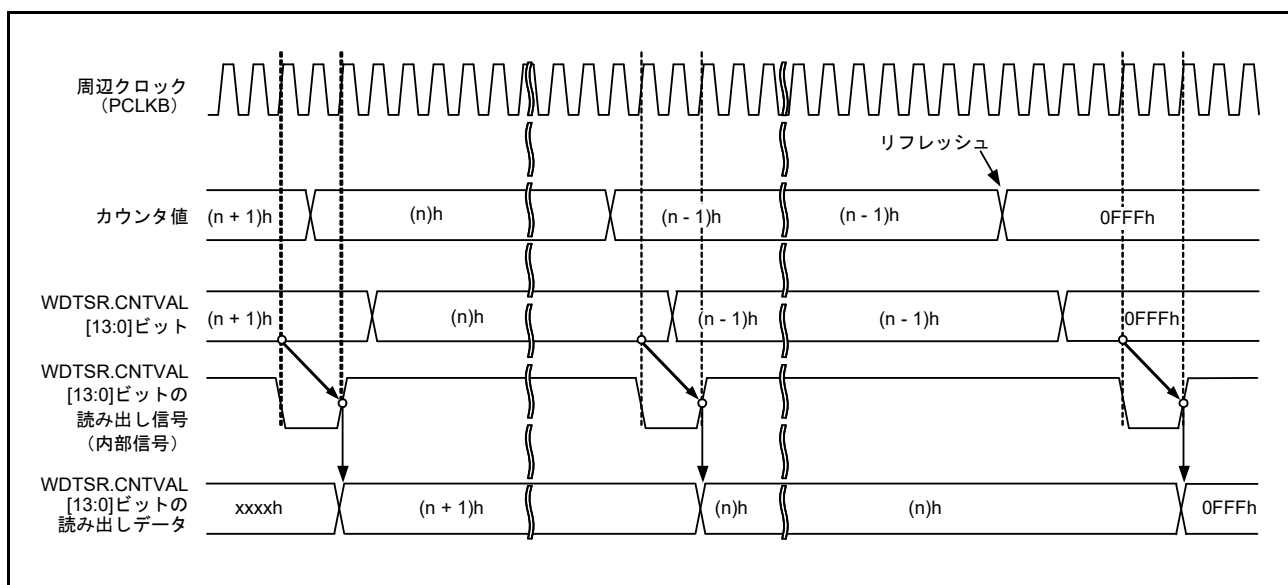 周辺クロック
（PCLKB）
リフレッシュ
カウンタ値
(n + 1)h
(n)h
(n - 1)h
(n - 1)h
0FFFh
WDTSR.CNTVAL
[13:0]ビット
(n + 1)h
(n)h
(n - 1)h
(n - 1)h
0FFFh
WDTSR.CNTVAL
[13:0]ビットの
読み出し信号
（内部信号）
WDTSR.CNTVAL
[13:0]ビットの
読み出しデータ
xxxxh
(n + 1)h
(n)h
(n)h
0FFFh